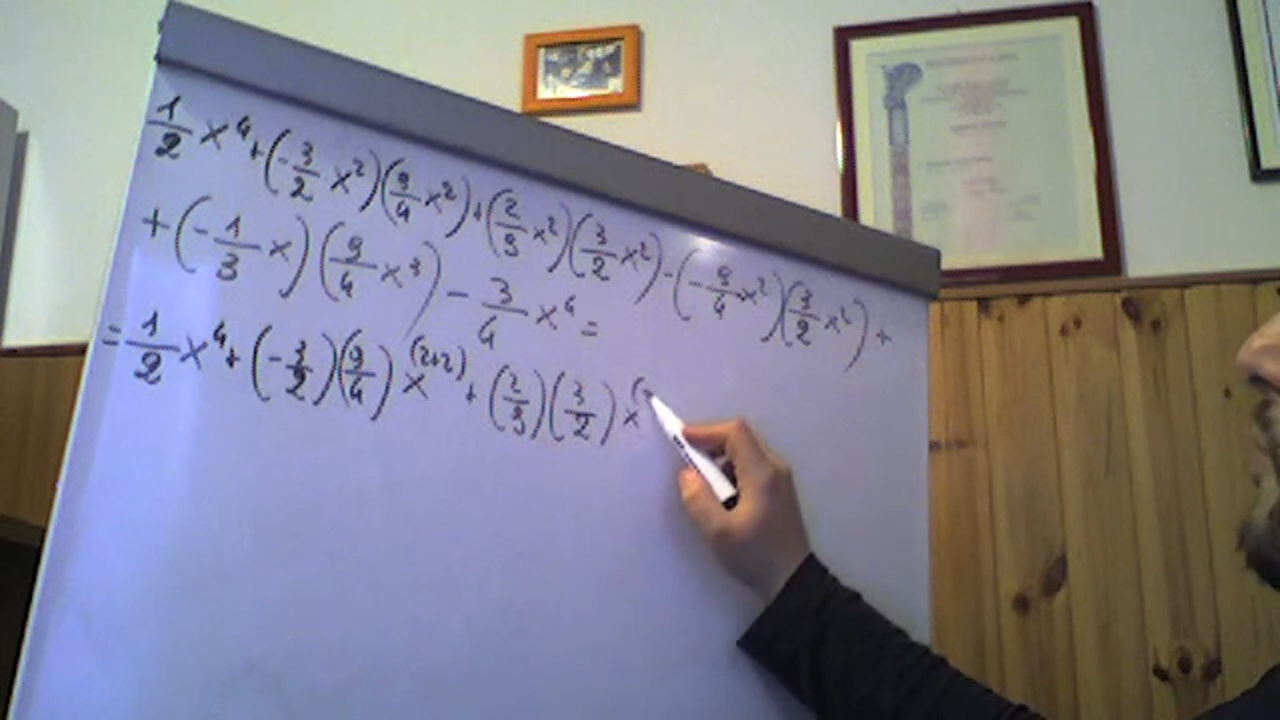 1/2 x⁴ + (-3/2 x²)(9/4 x²) + (2/3 x²)(3/2 x²) - (-9/4 x²)(3/2 x²) +
+ (-1/3 x)(9/4 x³) - 3/4 x⁴ =
= 1/2 x⁴ + (-3/2)(9/4) x⁽²⁺²⁾ + (2/3)(3/2) x⁽